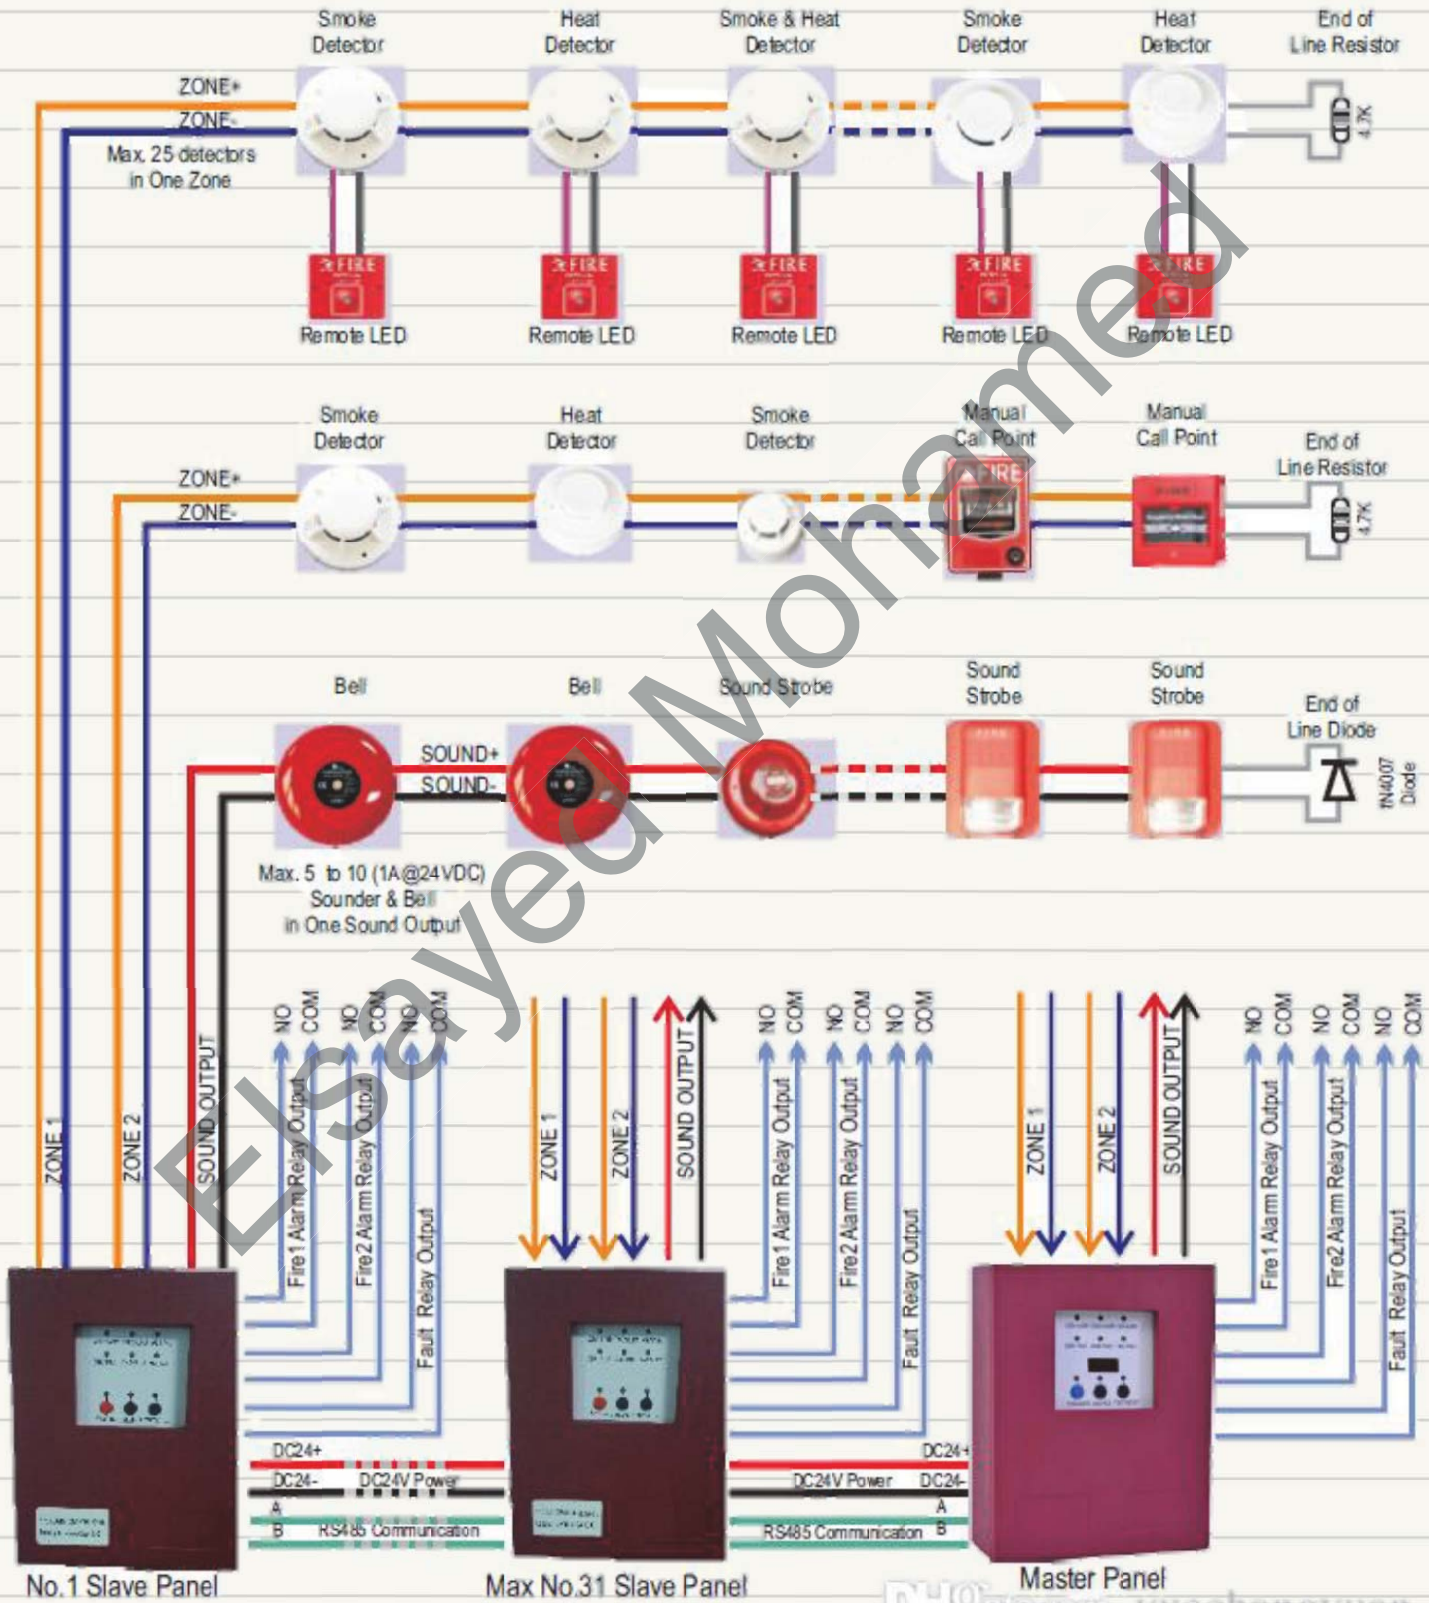 Smoke
Detector
Heat
Detector
Smoke & Heat
Detector
Smoke
Detector
Heat
Detector
End of
Line Resistor
ZONE+
ZONE-
Max. 25 detectors
in One Zone
4.7K
FIRE
FIRE
FIRE
FIRE
FIRE
Remote LED
Remote LED
Remote LED
Remote LED
Remote LED
Smoke
Detector
Heat
Detector
Smoke
Detector
Manual
Call Point
Manual
Call Point
End of
Line Resistor
ZONE+
ZONE-
FIRE
4.7K
Bell
Bell
Sound Strobe
Sound
Strobe
Sound
Strobe
End of
Line Diode
SOUND+
SOUND-
1N4007
Diode
Max. 5 to 10 (1A@24VDC)
Sounder & Bell
in One Sound Output
Elsayed Mohamed
ZONE 1
ZONE 2
SOUND OUTPUT
NO
COM
NO
COM
NO
COM
Fire1 Alarm Relay Output
Fire2 Alarm Relay Output
Fault Relay Output
ZONE 1
ZONE 2
SOUND OUTPUT
NO
COM
NO
COM
NO
COM
Fire1 Alarm Relay Output
Fire2 Alarm Relay Output
Fault Relay Output
ZONE 1
ZONE 2
SOUND OUTPUT
NO
COM
NO
COM
NO
COM
Fire1 Alarm Relay Output
Fire2 Alarm Relay Output
Fault Relay Output
DC24+
DC24-
DC24V Power
A
B
RS485 Communication
DC24+
DC24V Power
DC24-
A
RS485 Communication
B
No.1 Slave Panel
Max No.31 Slave Panel
Master Panel